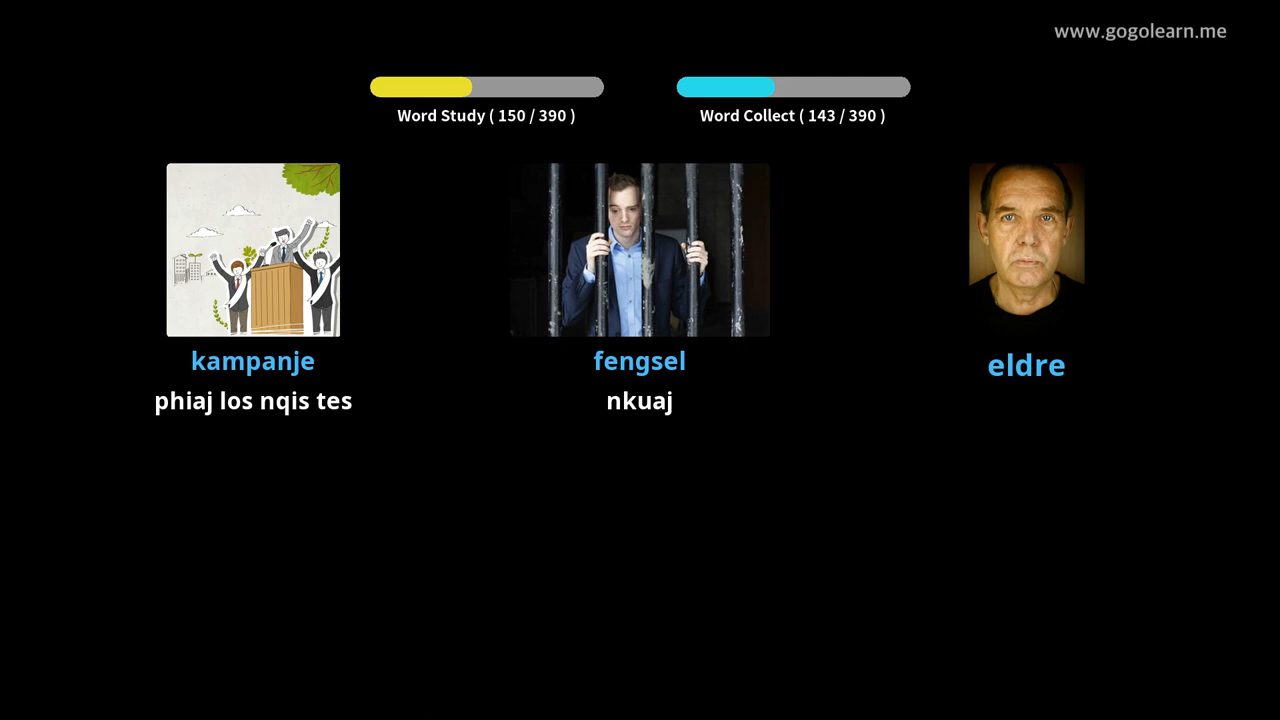 www.gogolearn.me
Word Study ( 150 / 390 )
Word Collect ( 143 / 390 )
kampanje
phiaj los nqis tes
fengsel
nkuaj
eldre